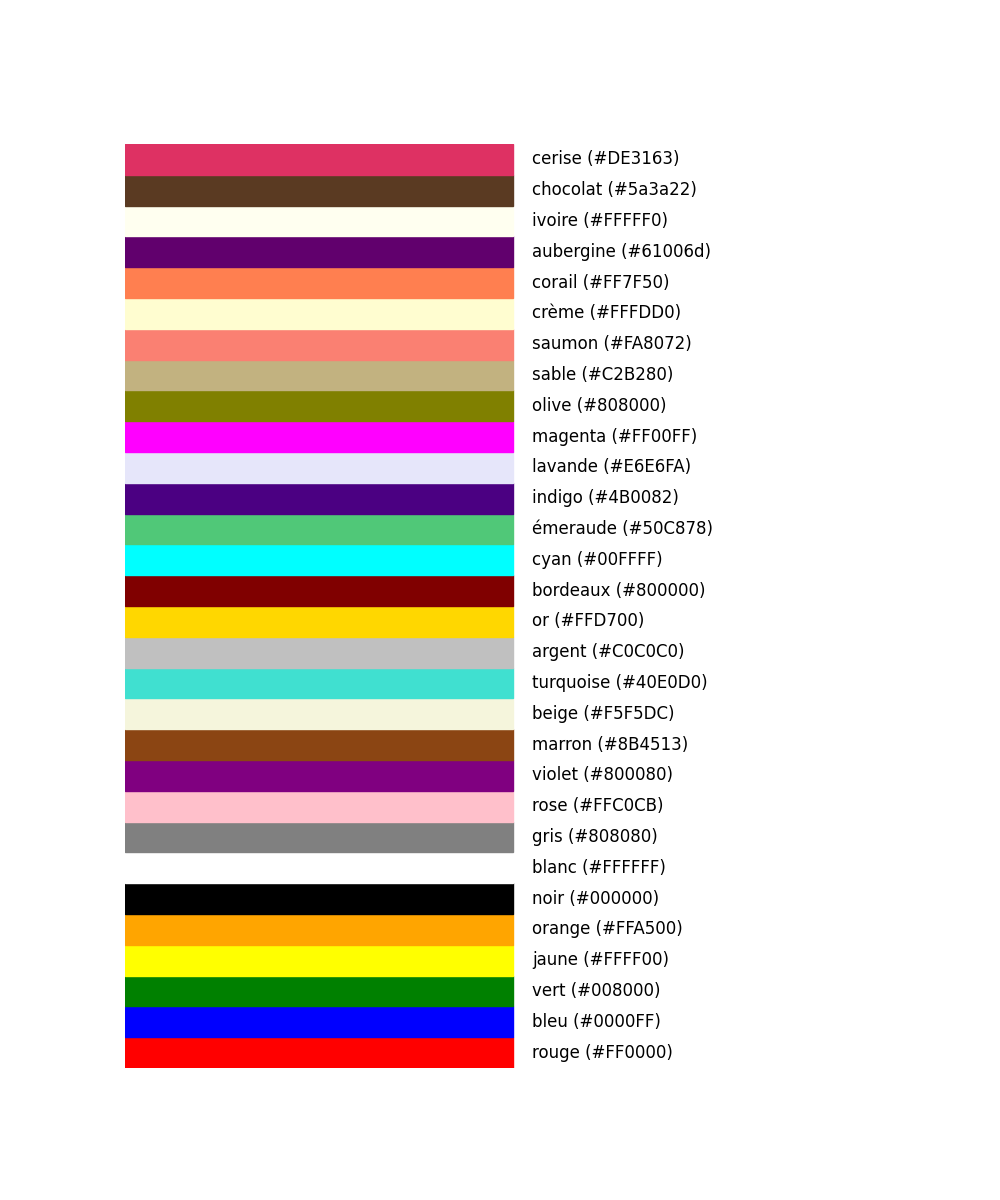 cerise (#DE3163)
chocolat (#5a3a22)
ivoire (#FFFFF0)
aubergine (#61006d)
corail (#FF7F50)
crème (#FFFDD0)
saumon (#FA8072)
sable (#C2B280)
olive (#808000)
magenta (#FF00FF)
lavande (#E6E6FA)
indigo (#4B0082)
émeraude (#50C878)
cyan (#00FFFF)
bordeaux (#800000)
or (#FFD700)
argent (#C0C0C0)
turquoise (#40E0D0)
beige (#F5F5DC)
marron (#8B4513)
violet (#800080)
rose (#FFC0CB)
gris (#808080)
blanc (#FFFFFF)
noir (#000000)
orange (#FFA500)
jaune (#FFFF00)
vert (#008000)
bleu (#0000FF)
rouge (#FF0000)